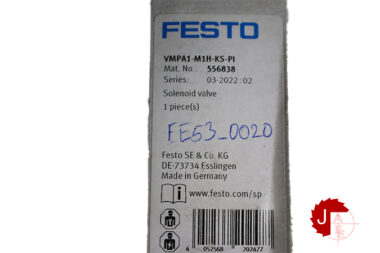 FESTO
VMPA1-M1H-KS-PI
Mat. No.: 556838
Series: 03-2022:02
Solenoid valve
1 piece(s)
FE53_0020
Festo SE & Co. KG
DE-73734 Esslingen
Made in Germany
www.festo.com/sp
4 052568 207477